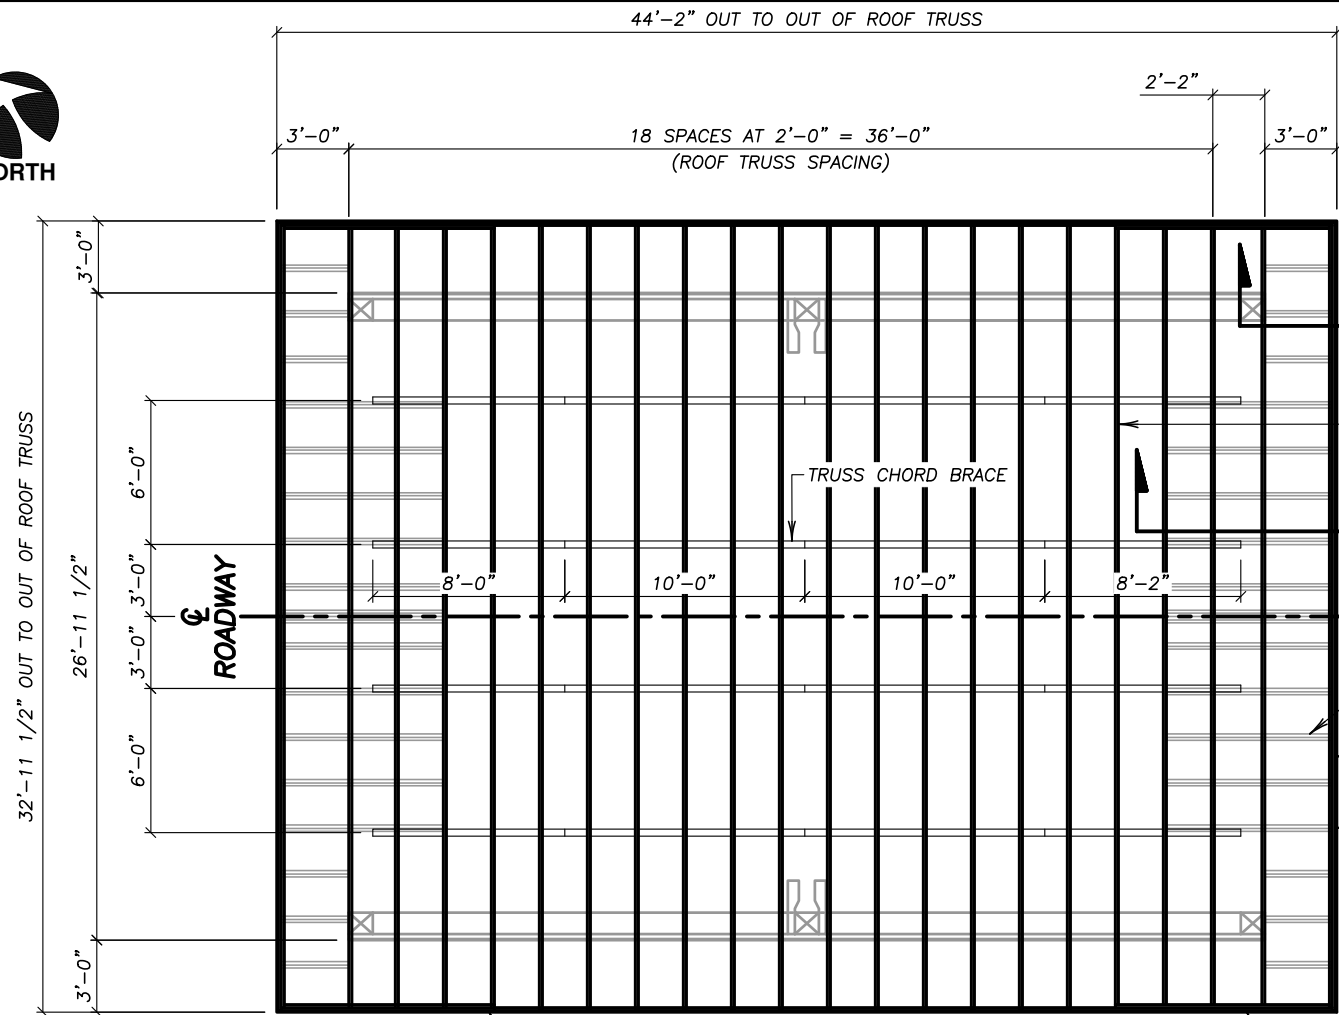 44'-2" OUT TO OUT OF ROOF TRUSS
2'-2"
3'-0"
18 SPACES AT 2'-0" = 36'-0"
3'-0"
(ROOF TRUSS SPACING)
ORTH
3'-0"
32'-11 1/2" OUT TO OUT OF ROOF TRUSS
26'-11 1/2"
6'-0"
3'-0"
3'-0"
6'-0"
3'-0"
℄
ROADWAY
TRUSS CHORD BRACE
8'-0"
10'-0"
10'-0"
8'-2"